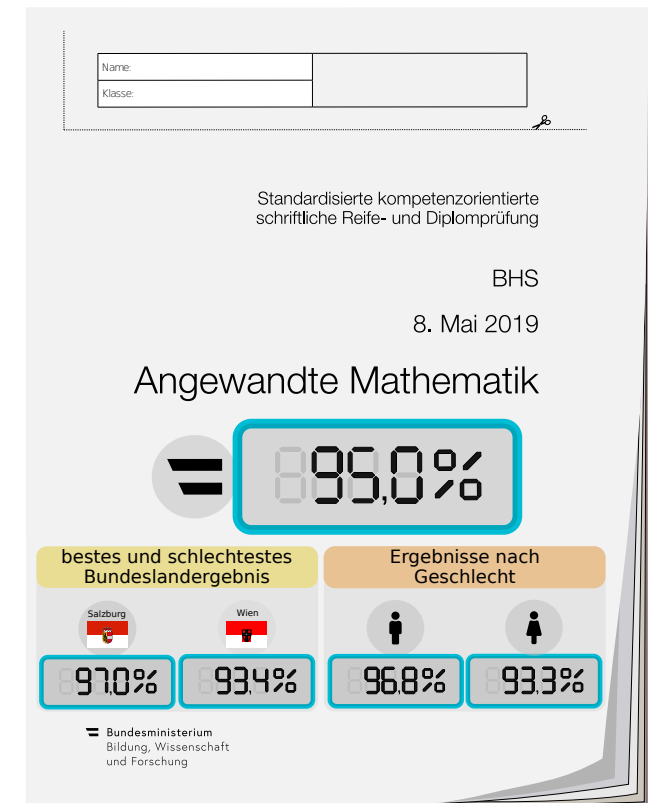 Name:
Klasse:
Standardisierte kompetenzorientierte
schriftliche Reife- und Diplomprüfung
BHS
8. Mai 2019
Angewandte Mathematik
95,0%
bestes und schlechtestes
Bundeslandergebnis
Ergebnisse nach
Geschlecht
Salzburg
Wien
97,0%
93,4%
96,8%
93,3%
Bundesministerium
Bildung, Wissenschaft
und Forschung